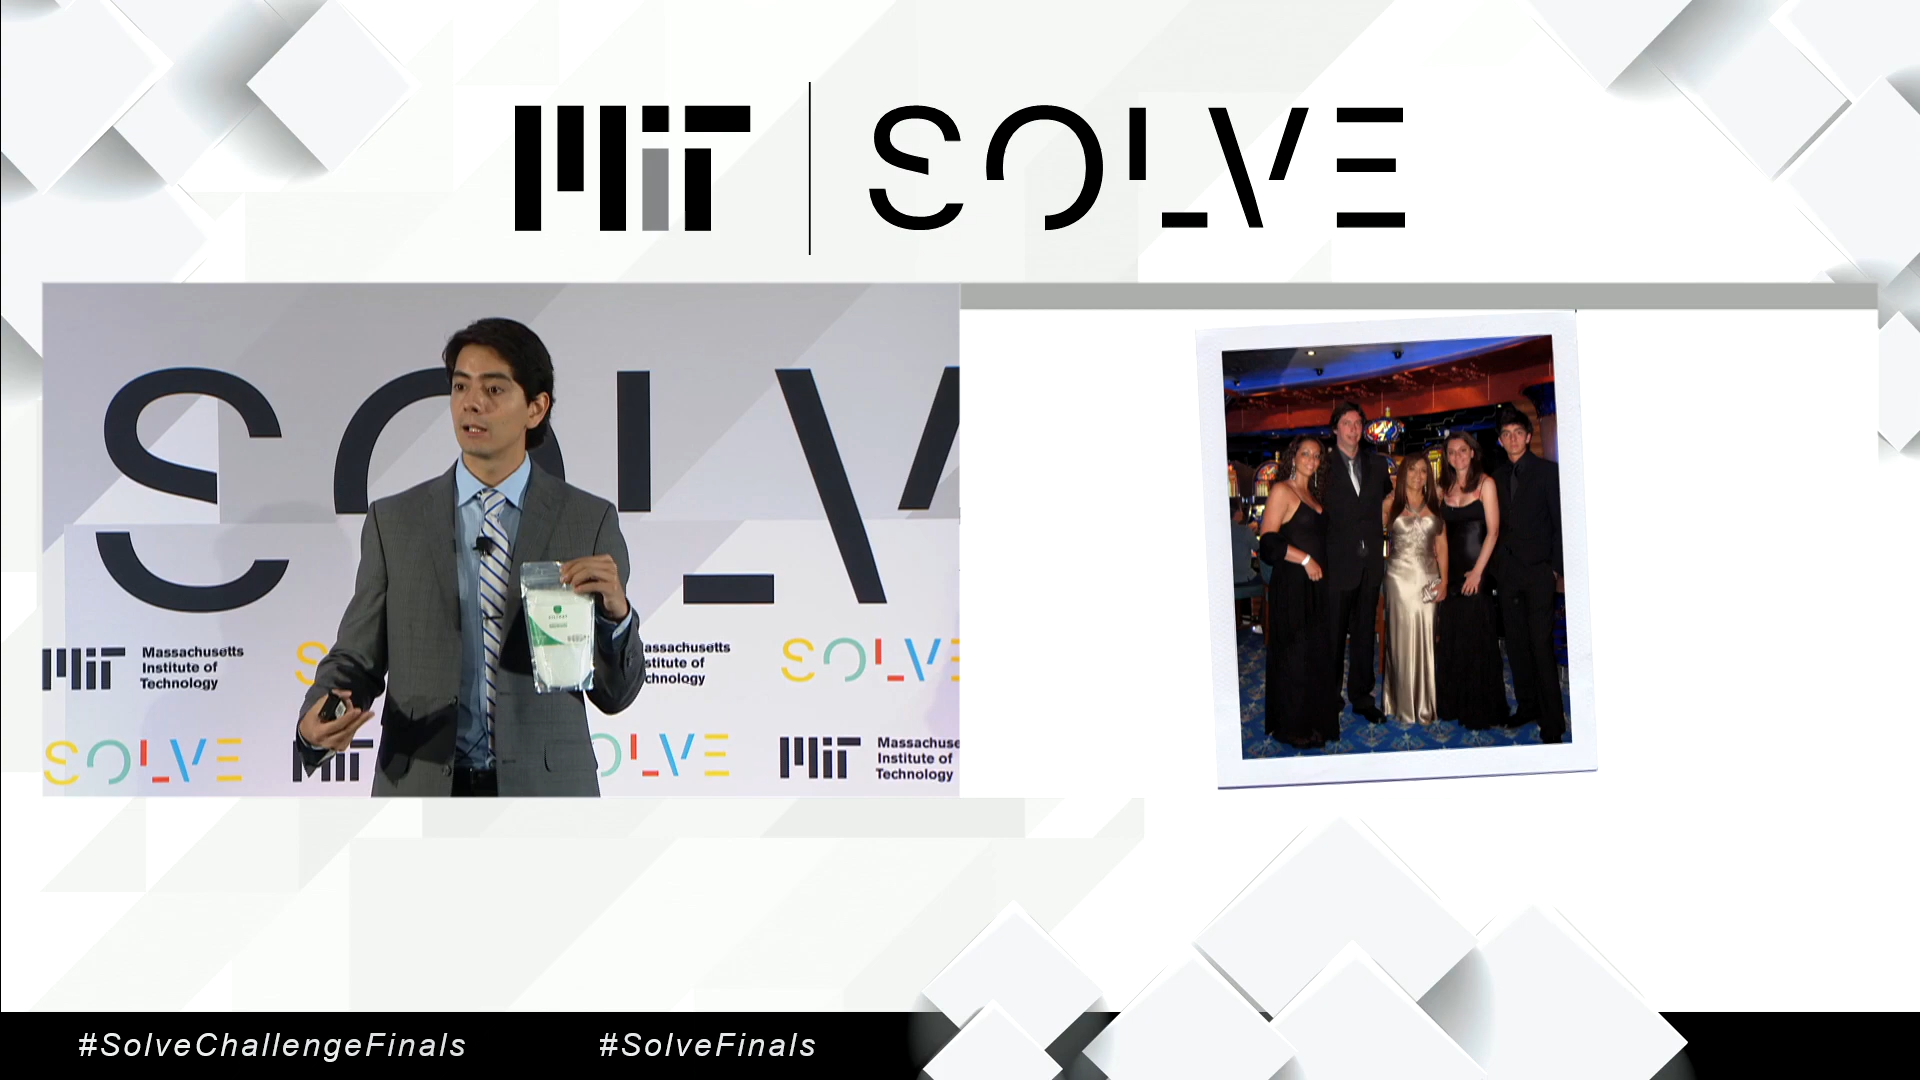 MIT SOLVE
SOLV
MIT Massachusetts
Institute of
Technology
S
assachusetts
stitute of
chnology
SOLVE
SOLVE
MIT
OLVE
MIT Massachuse
Institute of
Technology
#SolveChallengeFinals
#SolveFinals